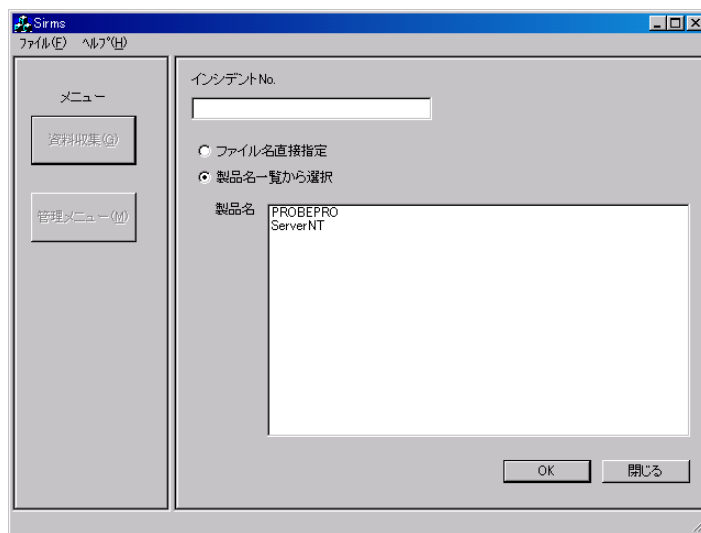 Sirms
ファイル(F) ヘルプ(H)
メニュー
資料収集(G)
管理メニュー(M)
インシデントNo.
ファイル名直接指定
製品名一覧から選択
製品名
PROBEPRO
ServerNT
OK
閉じる